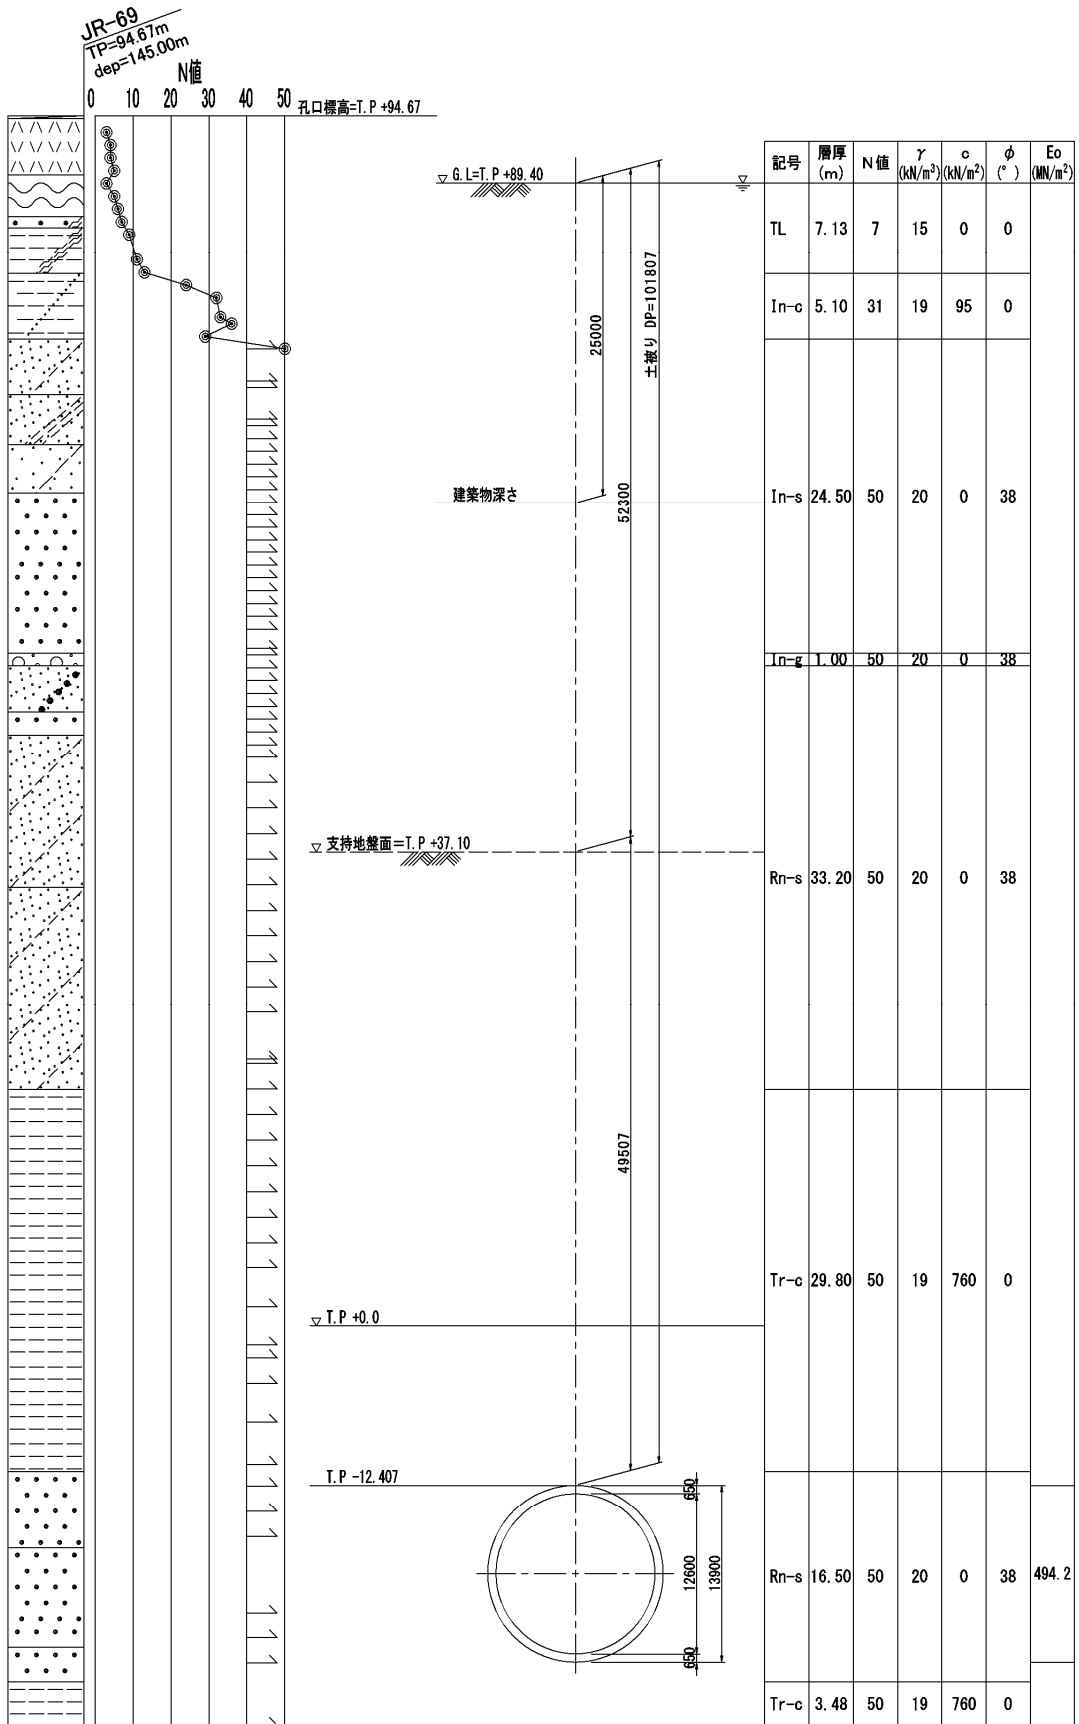 JR-69
TP=94.67m
dep=145.00m
N値
0 10 20 30 40 50
孔口標高=T.P +94.67
G.L=T.P +89.40
25000
土被り DP=101807
52300
建築物深さ
支持地盤面=T.P +37.10
49507
T.P +0.0
T.P -12.407
650
12600
13900
650
記号 層厚(m) N値 γ(kN/m³) c(kN/m²) φ(°) Eo(MN/m²)
TL 7.13 7 15 0 0
In-c 5.10 31 19 95 0
In-s 24.50 50 20 0 38
In-g 1.00 50 20 0 38
Rn-s 33.20 50 20 0 38
Tr-c 29.80 50 19 760 0
Rn-s 16.50 50 20 0 38 494.2
Tr-c 3.48 50 19 760 0